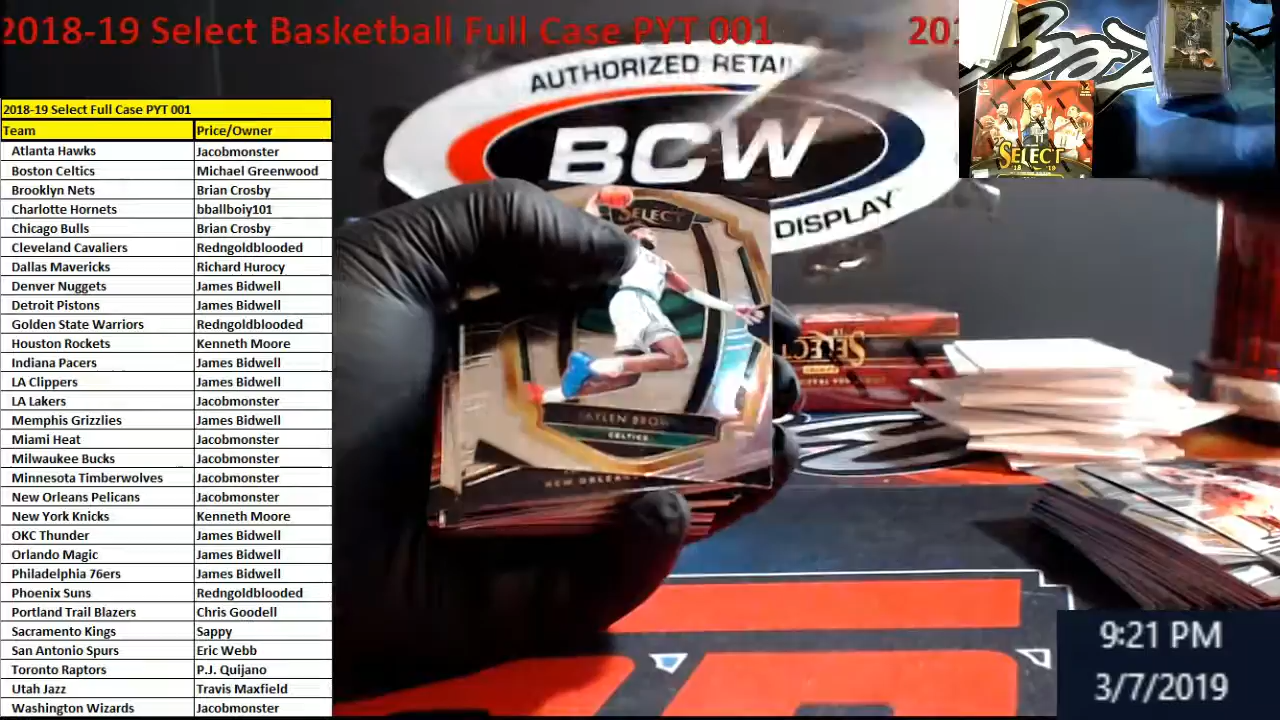 2018-19 Select Basketball Full Case PYT 001
201
2018-19 Select Full Case PYT 001
Team Price/Owner
Atlanta Hawks Jacobmonster
Boston Celtics Michael Greenwood
Brooklyn Nets Brian Crosby
Charlotte Hornets bballboiy101
Chicago Bulls Brian Crosby
Cleveland Cavaliers Redngoldblooded
Dallas Mavericks Richard Hurocy
Denver Nuggets James Bidwell
Detroit Pistons James Bidwell
Golden State Warriors Redngoldblooded
Houston Rockets Kenneth Moore
Indiana Pacers James Bidwell
LA Clippers James Bidwell
LA Lakers Jacobmonster
Memphis Grizzlies James Bidwell
Miami Heat Jacobmonster
Milwaukee Bucks Jacobmonster
Minnesota Timberwolves Jacobmonster
New Orleans Pelicans Jacobmonster
New York Knicks Kenneth Moore
OKC Thunder James Bidwell
Orlando Magic James Bidwell
Philadelphia 76ers James Bidwell
Phoenix Suns Redngoldblooded
Portland Trail Blazers Chris Goodell
Sacramento Kings Sappy
San Antonio Spurs Eric Webb
Toronto Raptors P.J. Quijano
Utah Jazz Travis Maxfield
Washington Wizards Jacobmonster
AUTHORIZED RETAI
BCW
DISPLAY
SELECT
JAYLEN BROW
CELTICS
NEW ORLEANS
SELECT
SELECT
9:21 PM
3/7/2019